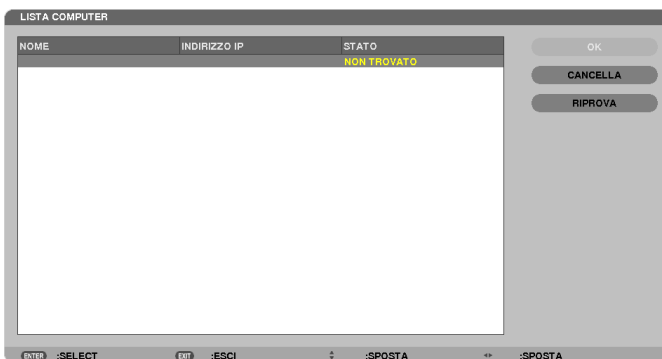 LISTA COMPUTER
NOME INDIRIZZO IP STATO
NON TROVATO
OK
CANCELLA
RIPROVA
ENTER :SELECT EXIT :ESCI :SPOSTA :SPOSTA